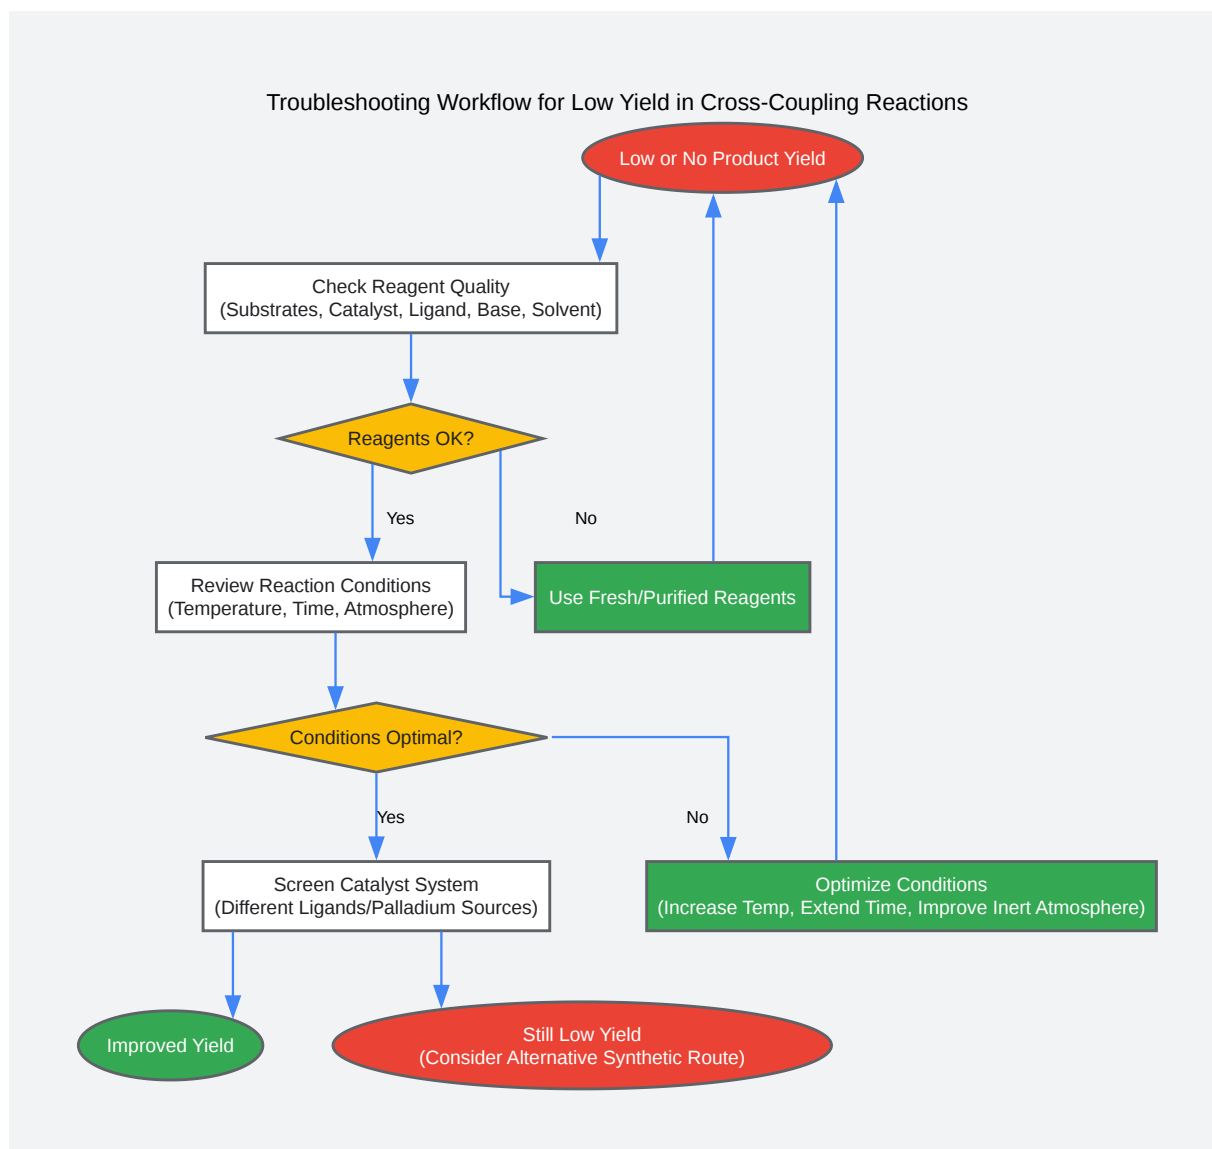 Troubleshooting Workflow for Low Yield in Cross-Coupling Reactions
Low or No Product Yield
Check Reagent Quality
(Substrates, Catalyst, Ligand, Base, Solvent)
Reagents OK?
Yes
No
Review Reaction Conditions
(Temperature, Time, Atmosphere)
Use Fresh/Purified Reagents
Conditions Optimal?
Yes
No
Screen Catalyst System
(Different Ligands/Palladium Sources)
Optimize Conditions
(Increase Temp, Extend Time, Improve Inert Atmosphere)
Improved Yield
Still Low Yield
(Consider Alternative Synthetic Route)